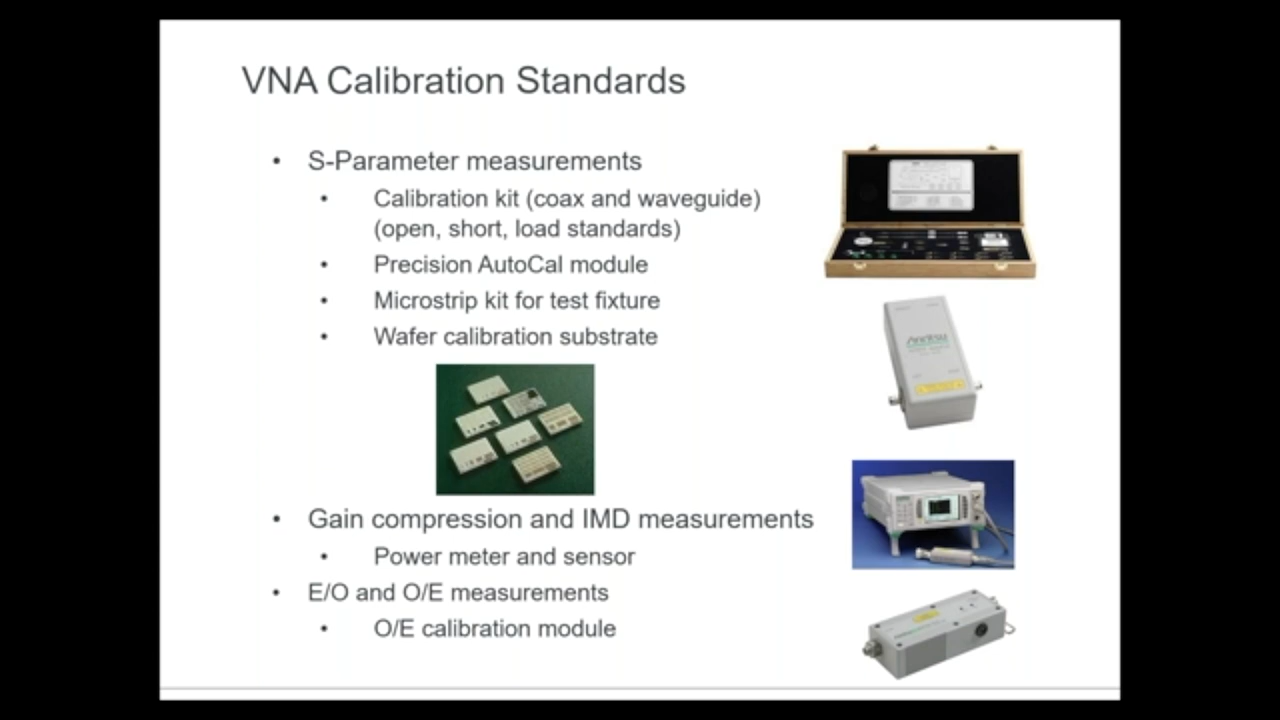 VNA Calibration Standards
• S-Parameter measurements
• Calibration kit (coax and waveguide)
(open, short, load standards)
• Precision AutoCal module
• Microstrip kit for test fixture
• Wafer calibration substrate
Anritsu
• Gain compression and IMD measurements
• Power meter and sensor
• E/O and O/E measurements
• O/E calibration module